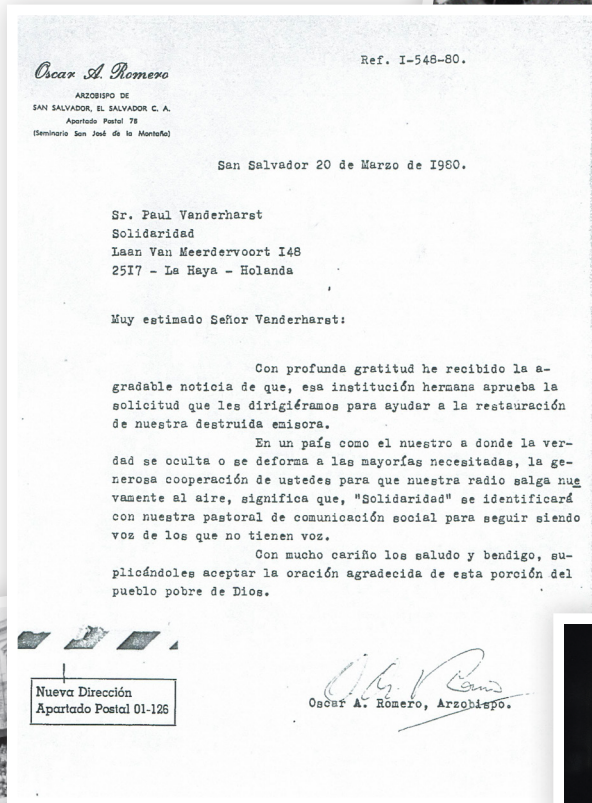 Ref. I-548-80.
Oscar A. Romero
ARZOBISPO DE
SAN SALVADOR, EL SALVADOR C. A.
Apartado Postal 78
(Seminario San José de la Montaña)
San Salvador 20 de Marzo de I980.
Sr. Paul Vanderharst
Solidaridad
Laan Van Meerdervoort I48
25I7 - La Haya - Holanda
Muy estimado Señor Vanderharst:
Con profunda gratitud he recibido la a-
gradable noticia de que, esa institución hermana aprueba la
solicitud que les dirigiéramos para ayudar a la restauración
de nuestra destruida emisora.
En un país como el nuestro a donde la ver-
dad se oculta o se deforma a las mayorías necesitadas, la ge-
nerosa cooperación de ustedes para que nuestra radio salga nue
vamente al aire, significa que, "Solidaridad" se identificará
con nuestra pastoral de comunicación social para seguir siendo
voz de los que no tienen voz.
Con mucho cariño los saludo y bendigo, su-
plicándoles aceptar la oración agradecida de esta porción del
pueblo pobre de Dios.
Nueva Dirección
Apartado Postal 01-126
Oscar A. Romero, Arzobispo.